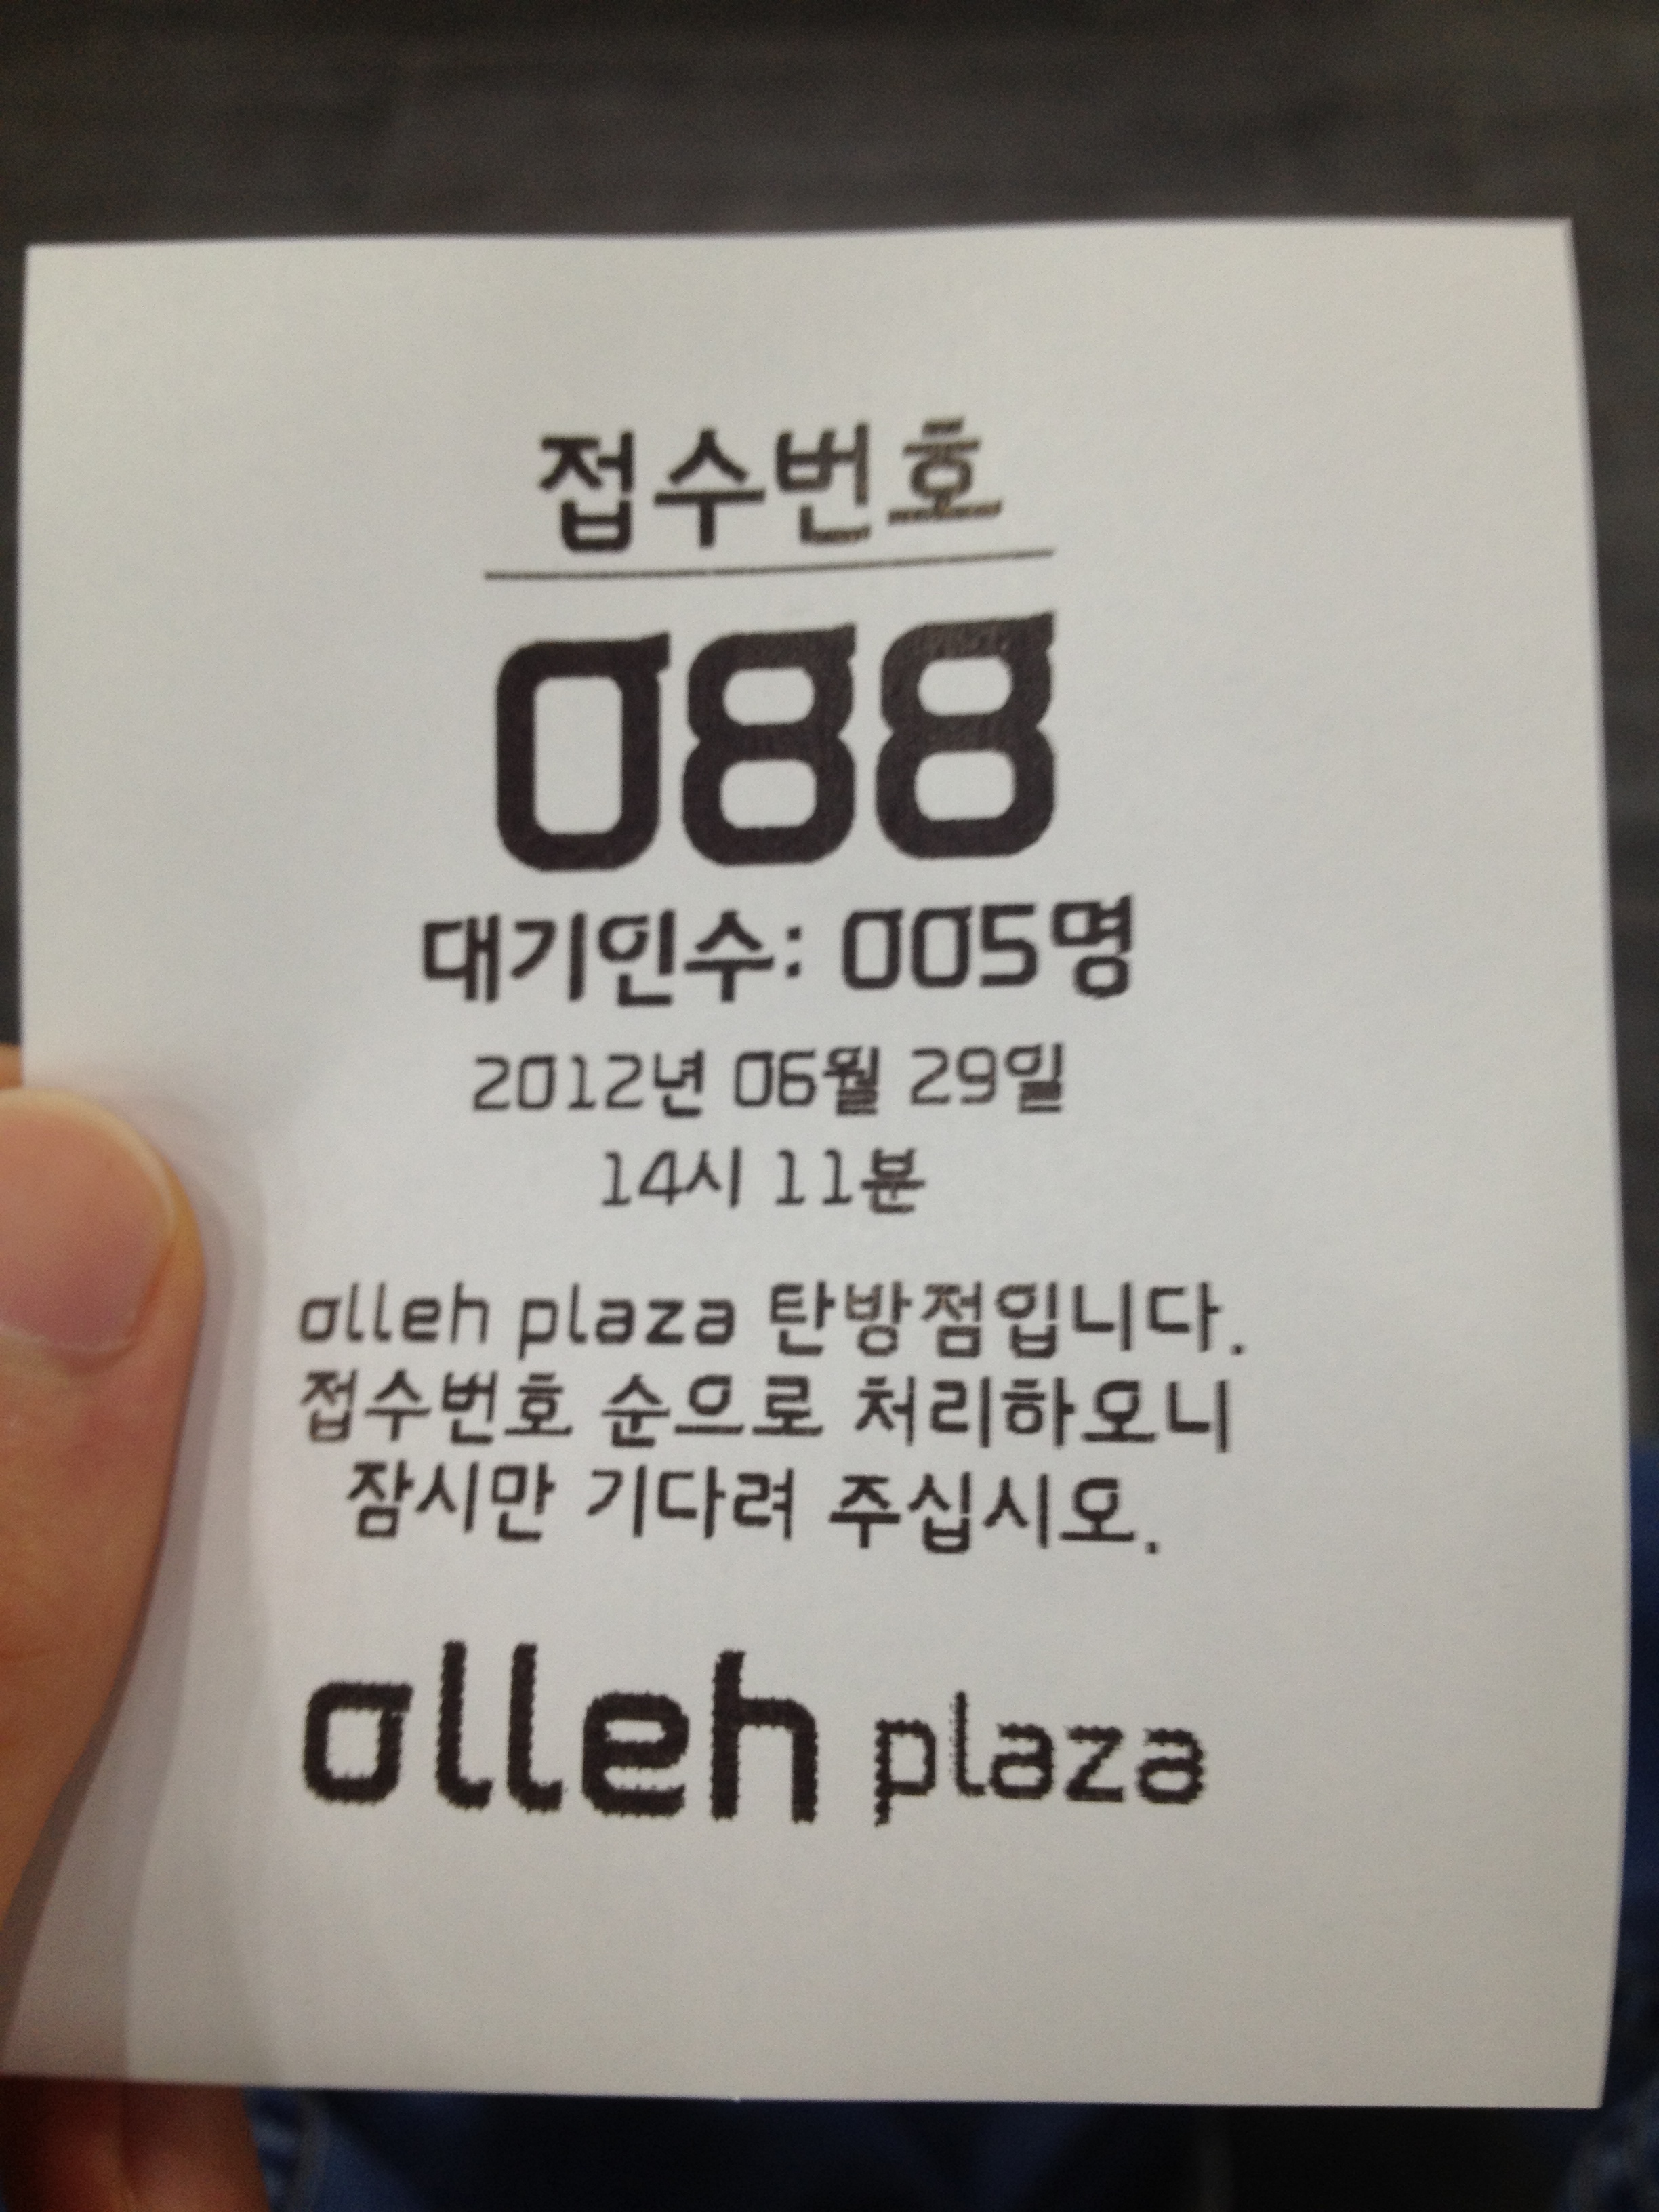 접수번호
088
대기인수: 005명
2012년 06월 29일
14시 11분
olleh plaza 탄방점입니다.
접수번호 순으로 처리하오니
잠시만 기다려 주십시오.
olleh plaza